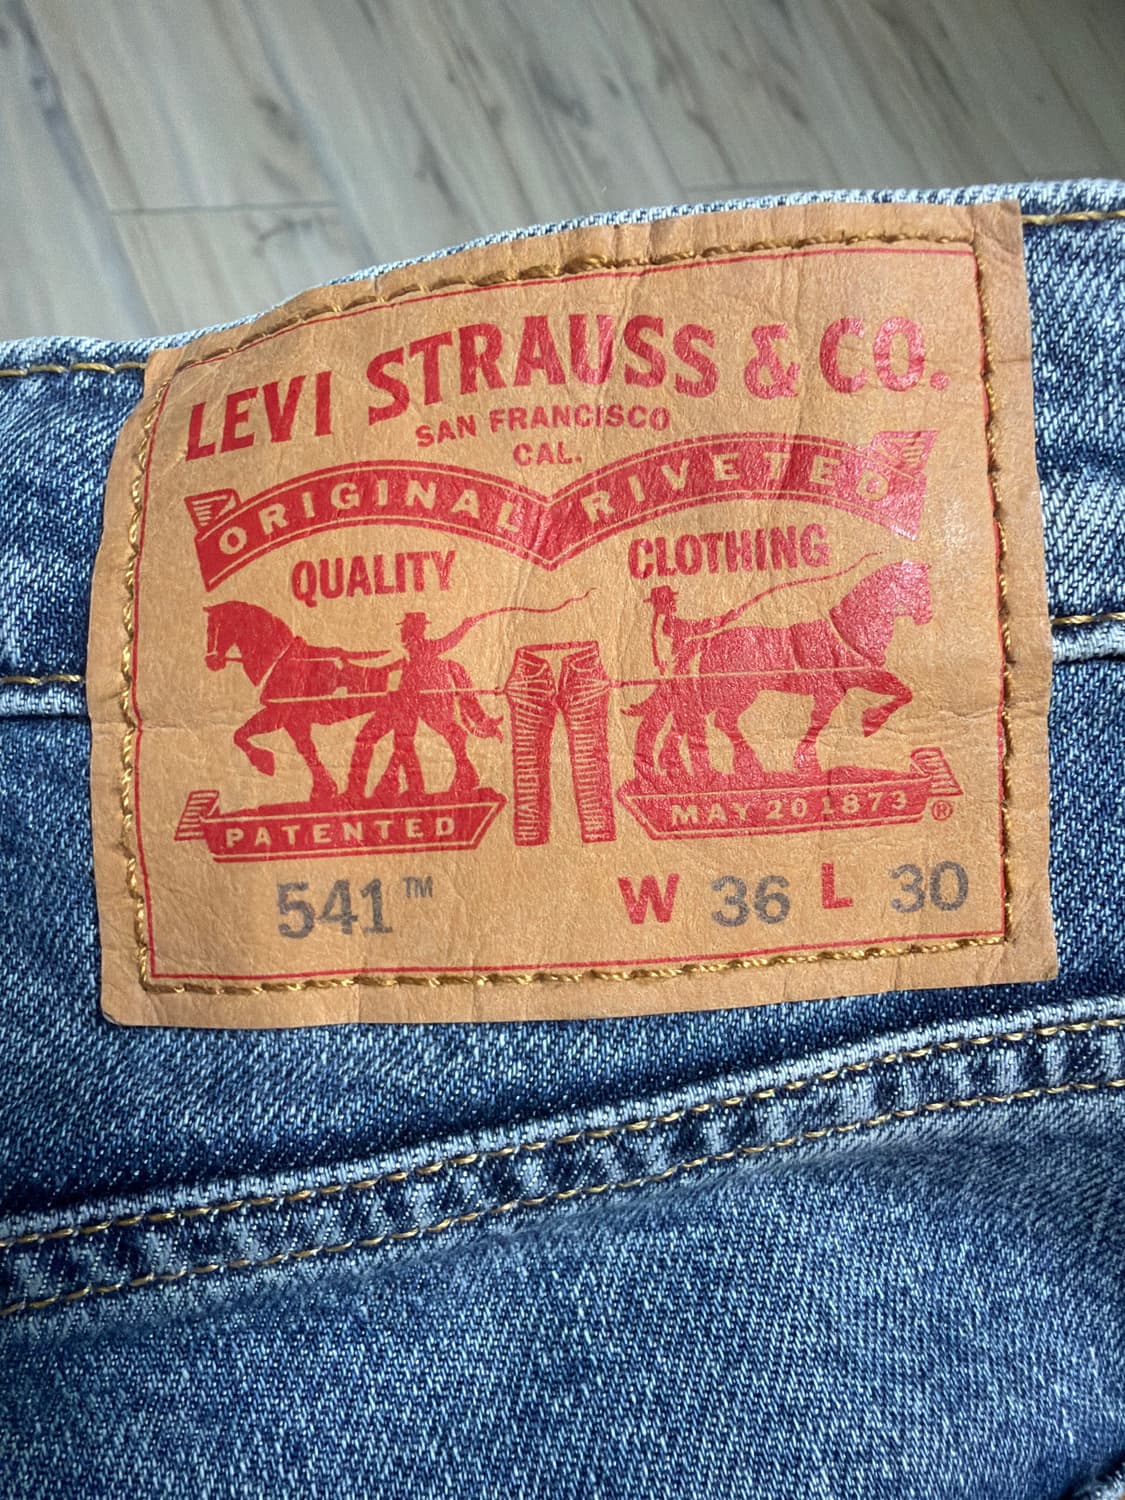 LEVI STRAUSS & CO.
SAN FRANCISCO
CAL.
ORIGINAL RIVETED
QUALITY CLOTHING
PATENTED MAY 20 1873 ®
541™ W 36 L 30